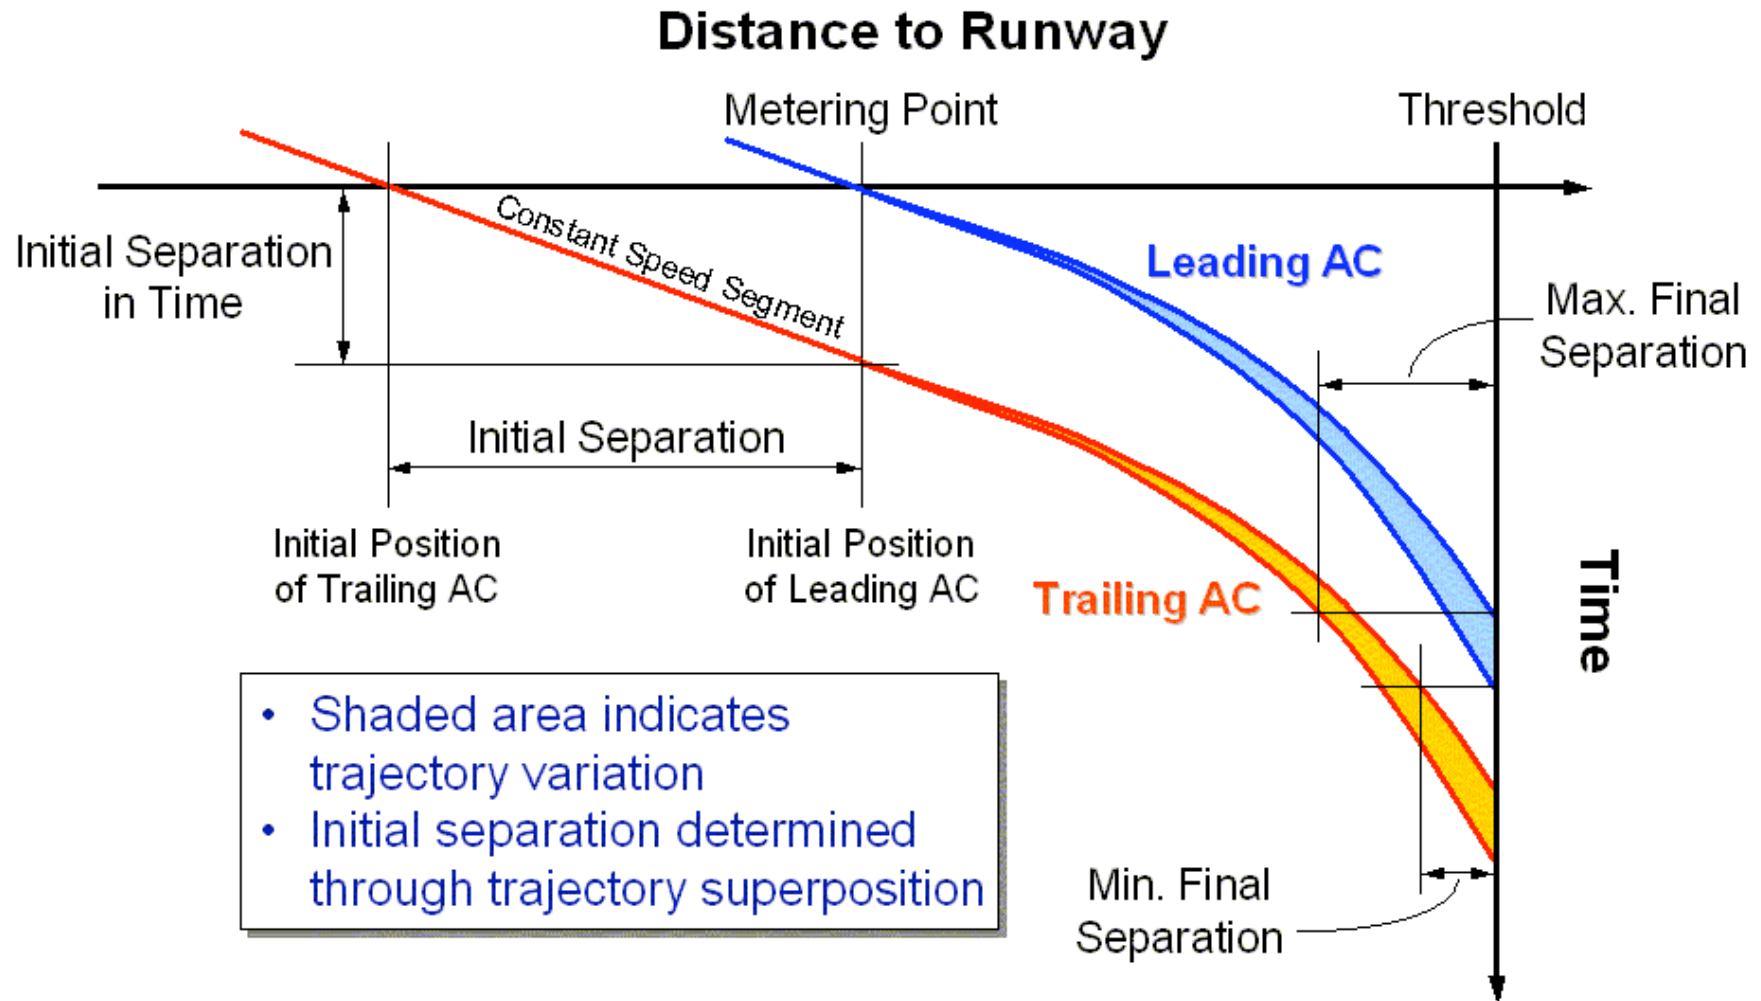 Distance to Runway
Metering Point
Threshold
Constant Speed Segment
Initial Separation
in Time
Leading AC
Max. Final
Separation
Initial Separation
Initial Position
of Trailing AC
Initial Position
of Leading AC
Trailing AC
Time
• Shaded area indicates
trajectory variation
• Initial separation determined
through trajectory superposition
Min. Final
Separation